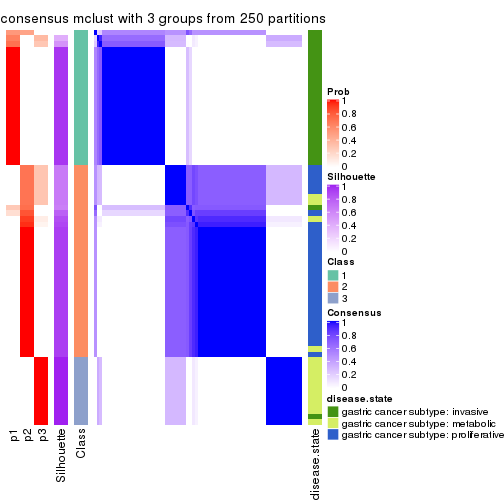 consensus mclust with 3 groups from 250 partitions
Prob
1
0.8
0.6
0.4
0.2
0
Silhouette
1
0.8
0.6
0.4
0.2
0
Class
1
2
3
Consensus
1
0.8
0.6
0.4
0.2
0
disease.state
gastric cancer subtype: invasive
gastric cancer subtype: metabolic
gastric cancer subtype: proliferative
p1
p2
p3
Silhouette
Class
disease.state